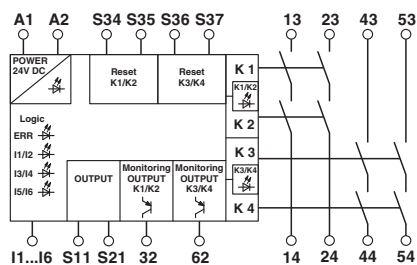 A1 A2 S34 S35 S36 S37 13 23 43 53
POWER
24V DC
Reset
K1/K2
Reset
K3/K4
K 1
K1/K2
K 2
Logic
ERR
I1/I2
I3/I4
I5/I6
OUTPUT
Monitoring
OUTPUT
K1/K2
Monitoring
OUTPUT
K3/K4
K 3
K3/K4
K 4
I1...I6 S11 S21 32 62 14 24 44 54